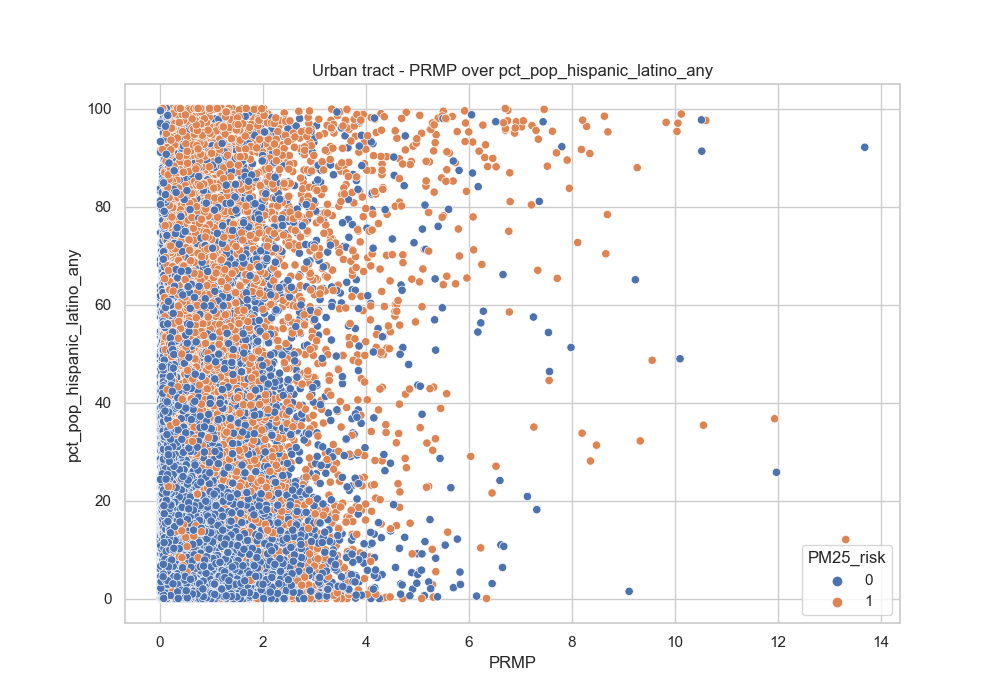 Urban tract - PRMP over pct_pop_hispanic_latino_any
100
80
60
40
20
0
pct_pop_hispanic_latino_any
0 2 4 6 8 10 12 14
PRMP
PM25_risk
0
1